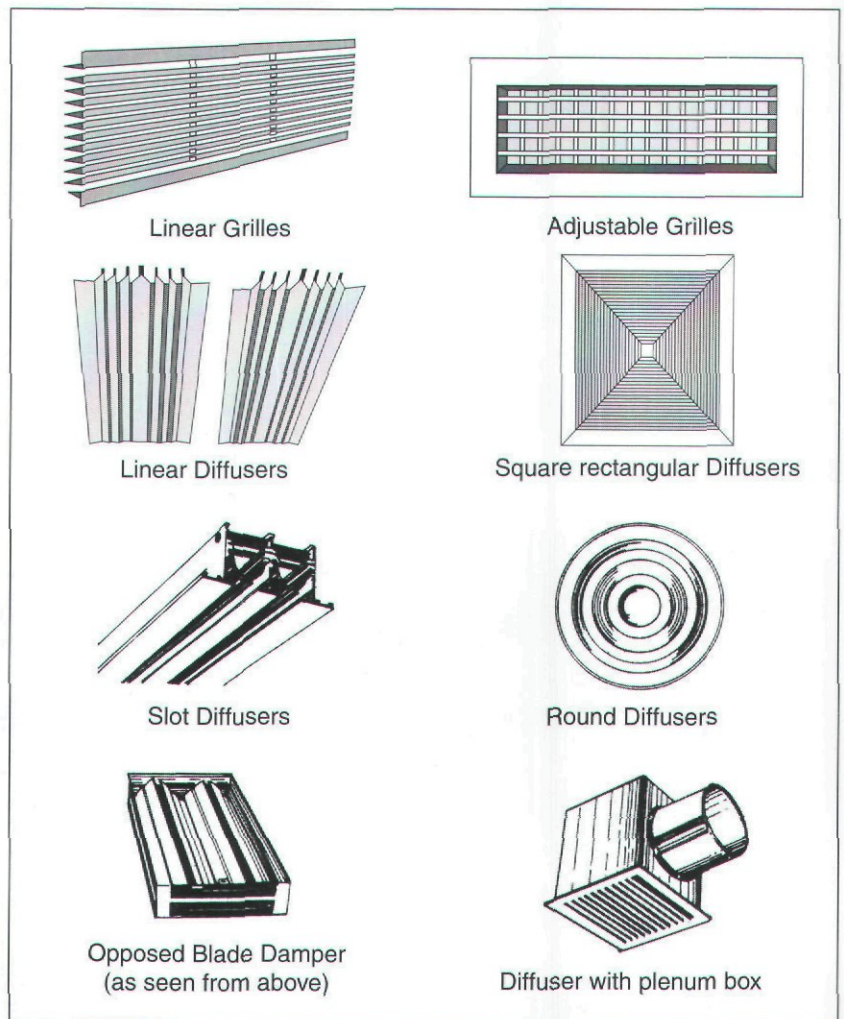 Linear Grilles
Adjustable Grilles
Linear Diffusers
Square rectangular Diffusers
Slot Diffusers
Round Diffusers
Opposed Blade Damper
(as seen from above)
Diffuser with plenum box